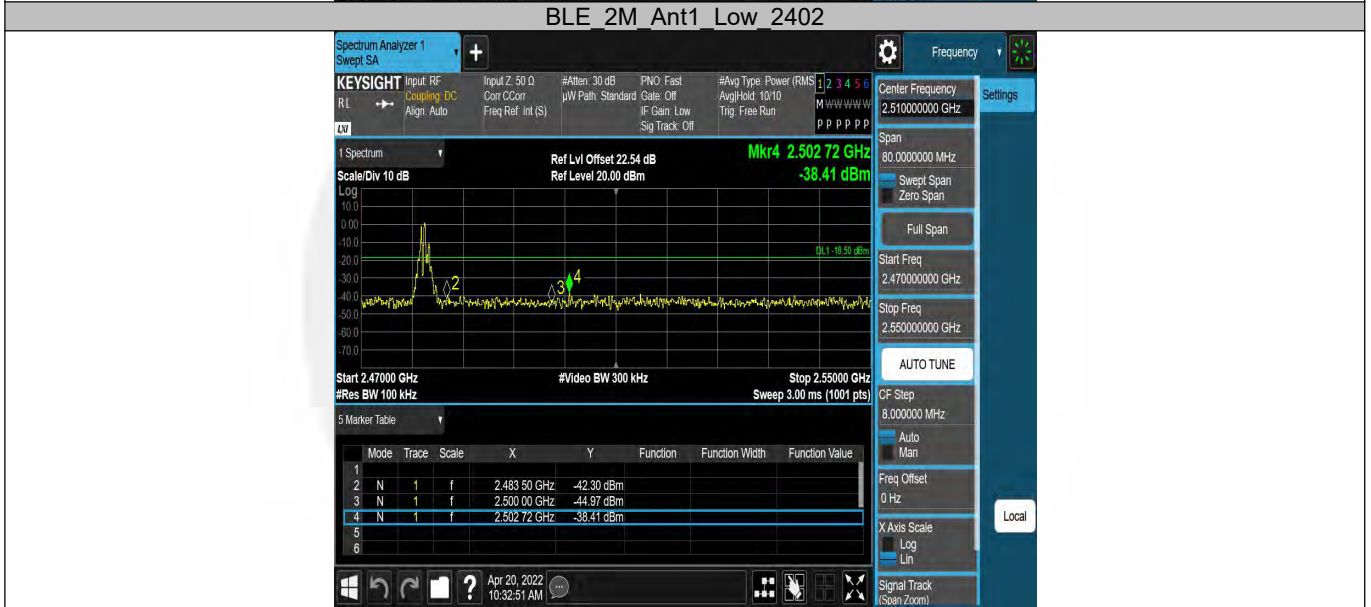 BLE_2M_Ant1_Low_2402
Spectrum Analyzer 1
Swept SA
+
Frequency
KEYSIGHT
RL
LXI
Input: RF
Coupling: DC
Align: Auto
Input Z: 50 Ω
Corr CCorr
Freq Ref: Int (S)
#Atten: 30 dB
µW Path: Standard
PNO: Fast
Gate: Off
IF Gain: Low
Sig Track: Off
#Avg Type: Power (RMS
Avg|Hold: 10/10
Trig: Free Run
1 2 3 4 5 6
M W W W W W
P P P P P P
Center Frequency
2.510000000 GHz
Settings
Span
80.0000000 MHz
Swept Span
Zero Span
Full Span
Start Freq
2.470000000 GHz
Stop Freq
2.550000000 GHz
AUTO TUNE
CF Step
8.000000 MHz
Auto
Man
Freq Offset
0 Hz
X Axis Scale
Log
Lin
Signal Track
(Span Zoom)
Local
1 Spectrum
Scale/Div 10 dB
Ref Lvl Offset 22.54 dB
Ref Level 20.00 dBm
Mkr4 2.502 72 GHz
-38.41 dBm
Log
10.0
0.00
-10.0
-20.0
-30.0
-40.0
-50.0
-60.0
-70.0
DL1 -18.50 dBm
2
3
4
Start 2.47000 GHz
#Res BW 100 kHz
#Video BW 300 kHz
Stop 2.55000 GHz
Sweep 3.00 ms (1001 pts)
5 Marker Table
Mode Trace Scale X Y Function Function Width Function Value
1
2 N 1 f 2.483 50 GHz -42.30 dBm
3 N 1 f 2.500 00 GHz -44.97 dBm
4 N 1 f 2.502 72 GHz -38.41 dBm
5
6
?
Apr 20, 2022
10:32:51 AM